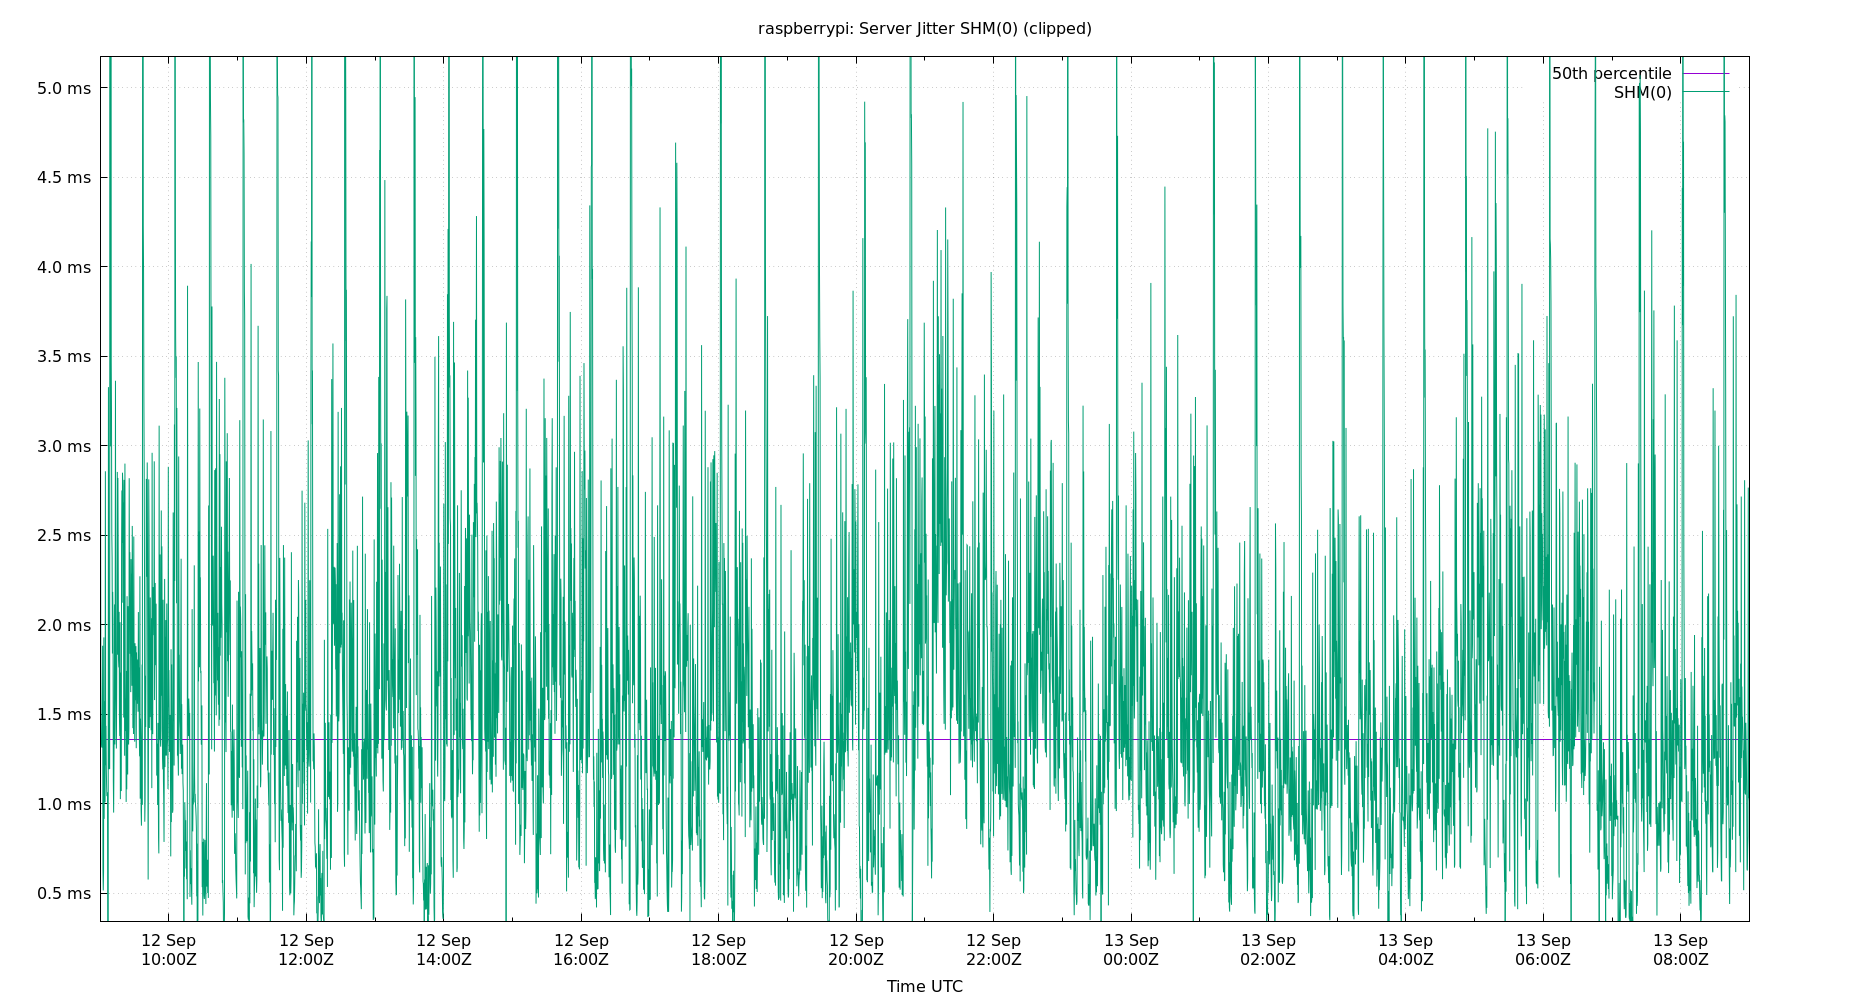 raspberrypi: Server Jitter SHM(0) (clipped)
50th percentile
SHM(0)
5.0 ms
4.5 ms
4.0 ms
3.5 ms
3.0 ms
2.5 ms
2.0 ms
1.5 ms
1.0 ms
0.5 ms
12 Sep 12 Sep 12 Sep 12 Sep 12 Sep 12 Sep 12 Sep 13 Sep 13 Sep 13 Sep 13 Sep 13 Sep
10:00Z 12:00Z 14:00Z 16:00Z 18:00Z 20:00Z 22:00Z 00:00Z 02:00Z 04:00Z 06:00Z 08:00Z
Time UTC